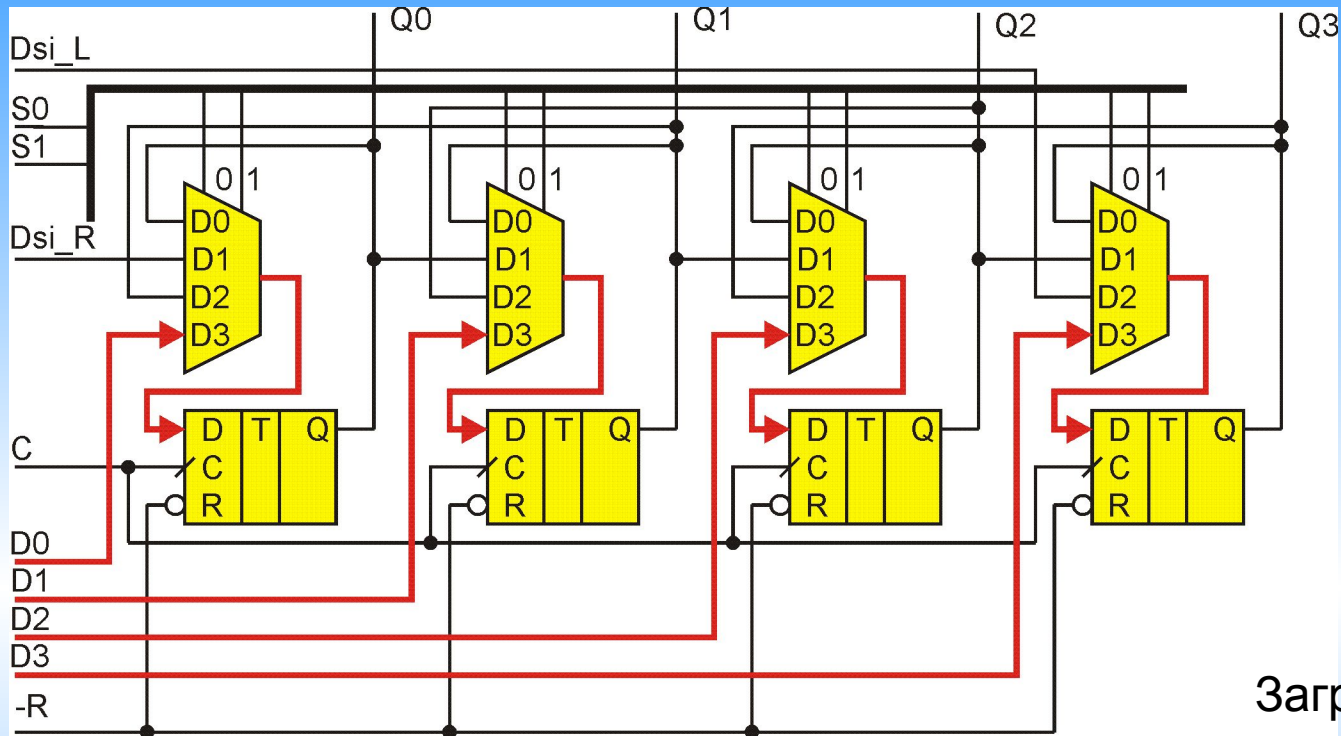 Q0 Q1 Q2 Q3
Dsi_L
S0
S1
0 1 0 1 0 1 0 1
D0 D0 D0 D0
Dsi_R
D1 D1 D1 D1
D2 D2 D2 D2
D3 D3 D3 D3
D T Q D T Q D T Q D T Q
C
C C C C
R R R R
D0
D1
D2
D3
-R